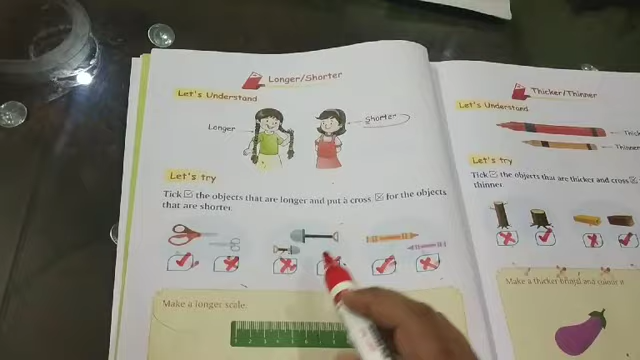 Longer/Shorter
Let's Understand
Longer
Shorter
Let's try
Tick ☑ the objects that are longer and put a cross ☒ for the objects
that are shorter.
Make a longer scale.
Thicker/Thinner
Let's Understand
Thick
Thinner
Let's try
Tick ☑ the objects that are thicker and cross ☒
thinner.
Make a thicker brinjal and colour it